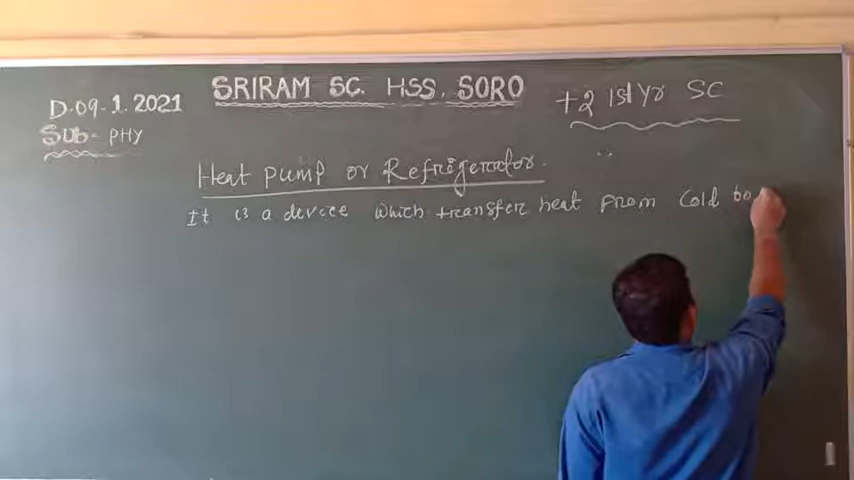 SRIRAM SC. HSS, SORO
D.09-1.2021
+2 1st Yr SC
SUB- PHY
Heat pump or Refrigerator.
It is a device which transfer heat from Cold